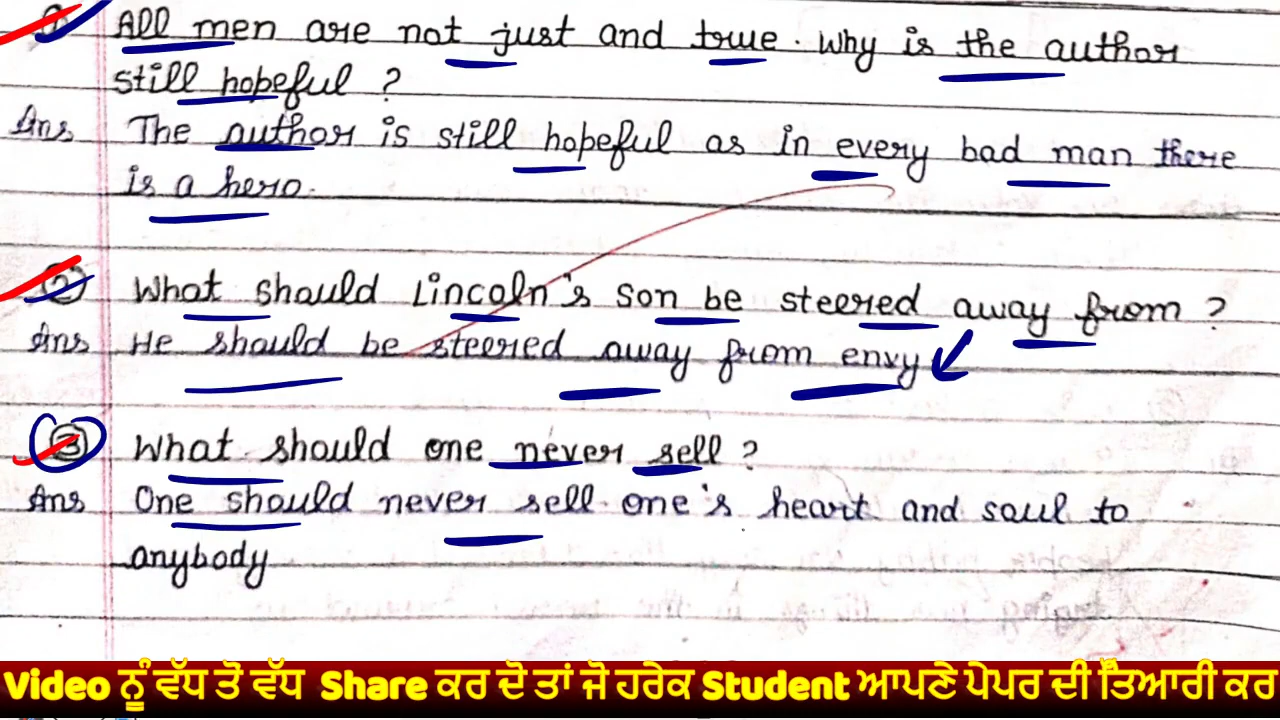 ① All men are not just and true. Why is the author
still hopeful ?
Ans The author is still hopeful as in every bad man there
is a hero.
② What should Lincoln's son be steered away from ?
Ans He should be steered away from envy
③ What should one never sell ?
Ans One should never sell one's heart and soul to
anybody
Video ਨੂੰ ਵੱਧ ਤੋਂ ਵੱਧ Share ਕਰ ਦੋ ਤਾਂ ਜੋ ਹਰੇਕ Student ਆਪਣੇ ਪੇਪਰ ਦੀ ਤਿਆਰੀ ਕਰ